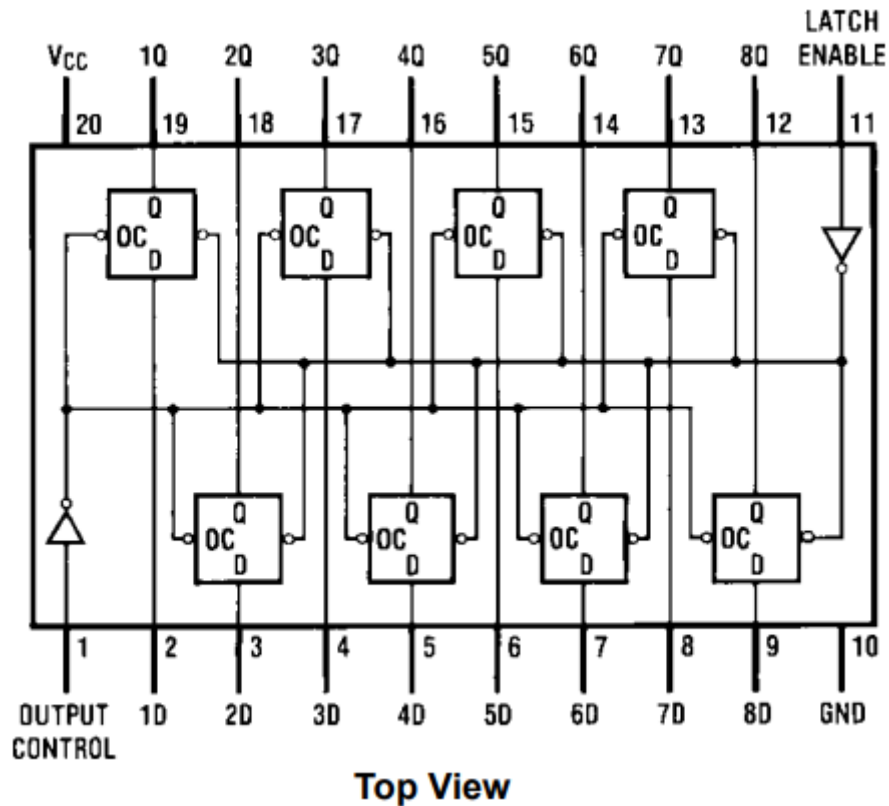 LATCH
V_CC 1Q 2Q 3Q 4Q 5Q 6Q 7Q 8Q ENABLE
20 19 18 17 16 15 14 13 12 11
Q Q Q Q
OC OC OC OC
D D D D
Q Q Q Q
OC OC OC OC
D D D D
1 2 3 4 5 6 7 8 9 10
OUTPUT 1D 2D 3D 4D 5D 6D 7D 8D GND
CONTROL
Top View